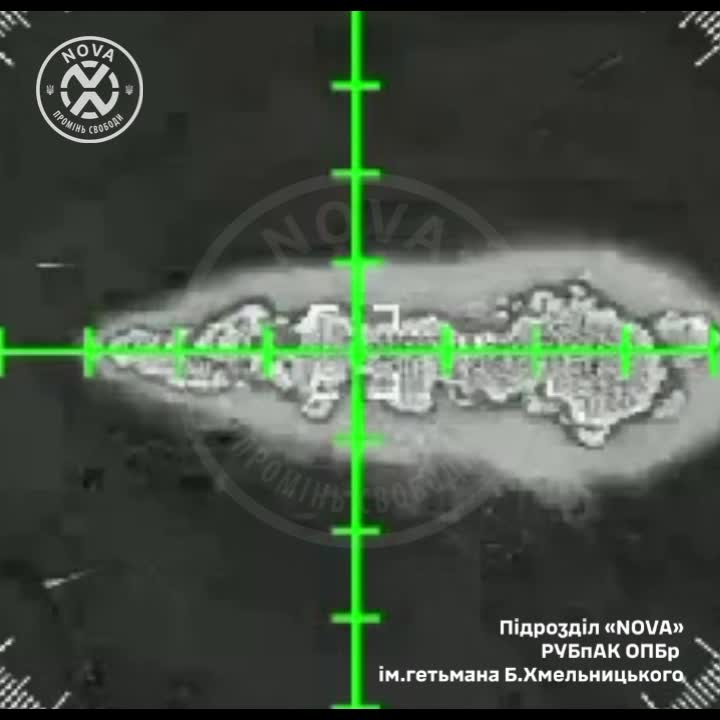 NOVA
ПРОМІНЬ СВОБОДИ
NOVA
ПРОМІНЬ СВОБОДИ
Підрозділ «NOVA»
РУБпАК ОПБр
ім.гетьмана Б.Хмельницького